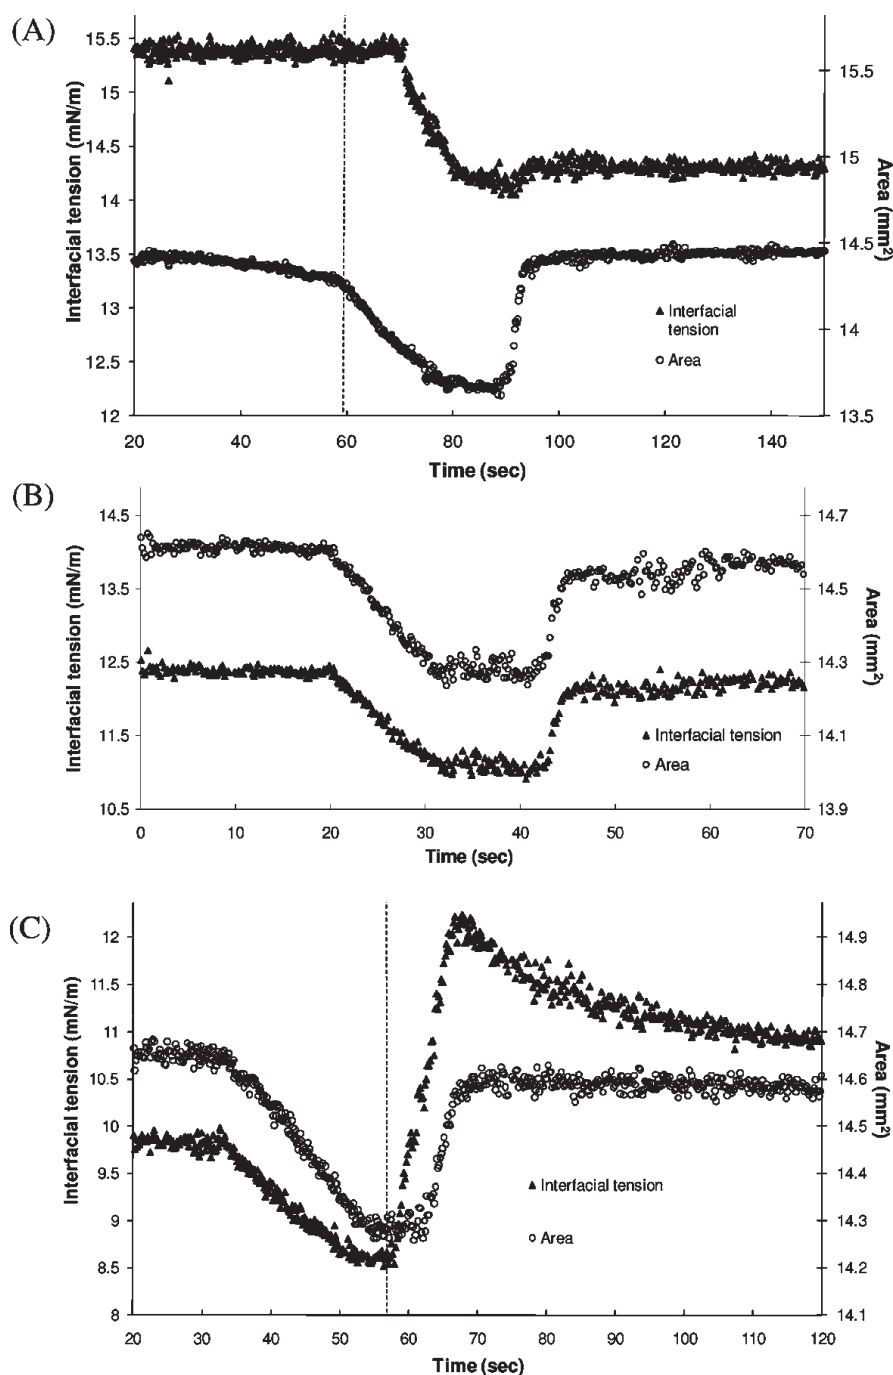 (A)
15.5
15
14.5
14
13.5
13
12.5
12
Interfacial tension (mN/m)
15.5
15
14.5
14
13.5
Area (mm²)
Interfacial
tension
Area
20 40 60 80 100 120 140
Time (sec)
(B)
14.5
13.5
12.5
11.5
10.5
Interfacial tension (mN/m)
14.7
14.5
14.3
14.1
13.9
Area (mm²)
Interfacial tension
Area
0 10 20 30 40 50 60 70
Time (sec)
(C)
12
11.5
11
10.5
10
9.5
9
8.5
8
Interfacial tension (mN/m)
14.9
14.8
14.7
14.6
14.5
14.4
14.3
14.2
14.1
Area (mm²)
Interfacial tension
Area
20 30 40 50 60 70 80 90 100 110 120
Time (sec)